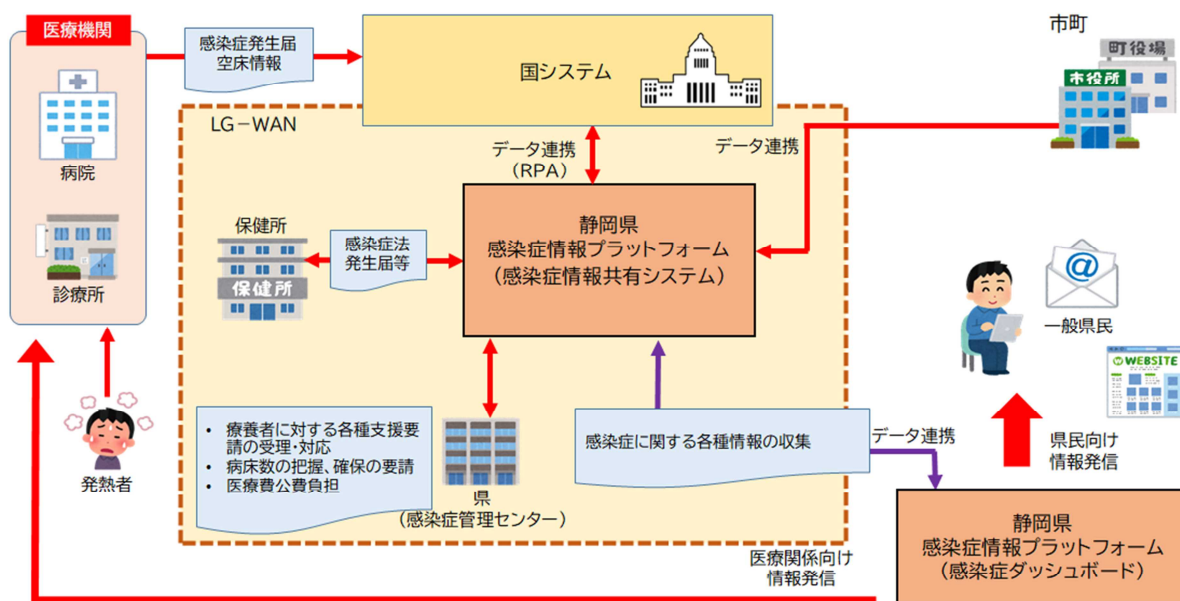 医療機関
病院
診療所
発熱者
感染症発生届
空床情報
国システム
市町
町役場
市役所
LG－WAN
データ連携
（RPA）
データ連携
保健所
保健所
感染症法
発生届等
静岡県
感染症情報プラットフォーム
（感染症情報共有システム）
@
一般県民
WEBSITE
• 療養者に対する各種支援要
請の受理・対応
• 病床数の把握、確保の要請
• 医療費公費負担
県
（感染症管理センター）
感染症に関する各種情報の収集
データ連携
県民向け
情報発信
静岡県
感染症情報プラットフォーム
（感染症ダッシュボード）
医療関係向け
情報発信